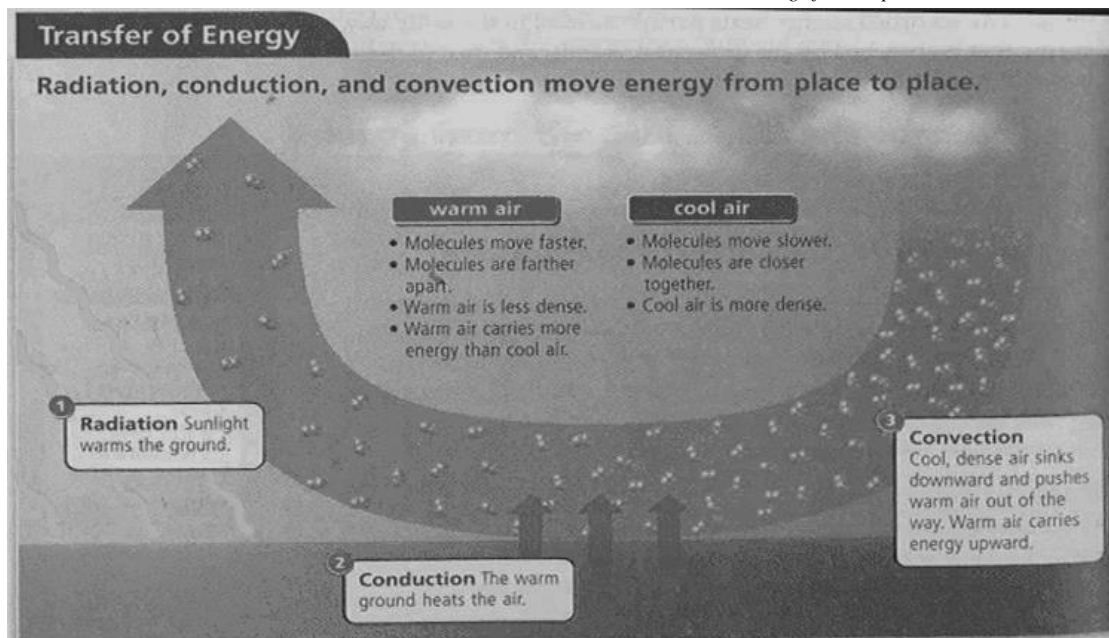 Transfer of Energy
Radiation, conduction, and convection move energy from place to place.
warm air
• Molecules move faster.
• Molecules are farther
apart.
• Warm air is less dense.
• Warm air carries more
energy than cool air.
cool air
• Molecules move slower.
• Molecules are closer
together.
• Cool air is more dense.
1
Radiation Sunlight
warms the ground.
2
Conduction The warm
ground heats the air.
3
Convection
Cool, dense air sinks
downward and pushes
warm air out of the
way. Warm air carries
energy upward.